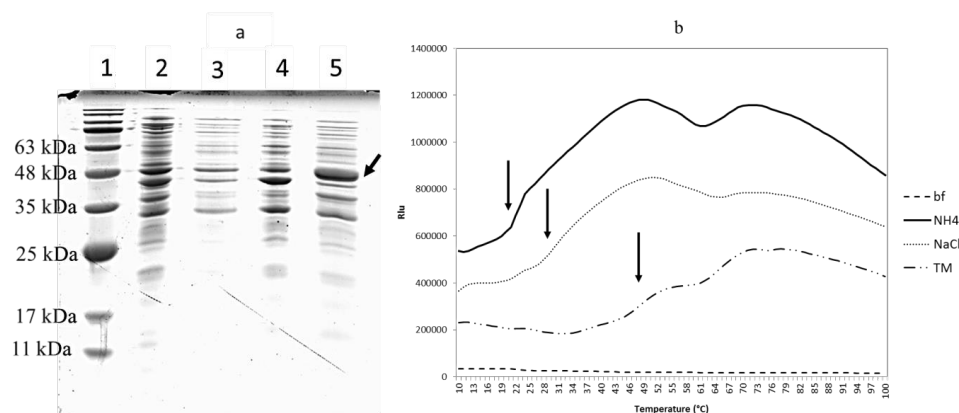 a
1 2 3 4 5
63 kDa
48 kDa
35 kDa
25 kDa
17 kDa
11 kDa
b
1400000
1200000
1000000
800000
600000
400000
200000
0
Rlu
10 13 16 19 22 25 28 31 34 37 40 43 46 49 52 55 58 61 64 67 70 73 76 79 82 85 88 91 94 97 100
Temperature (°C)
bf
NH4
NaCl
TM